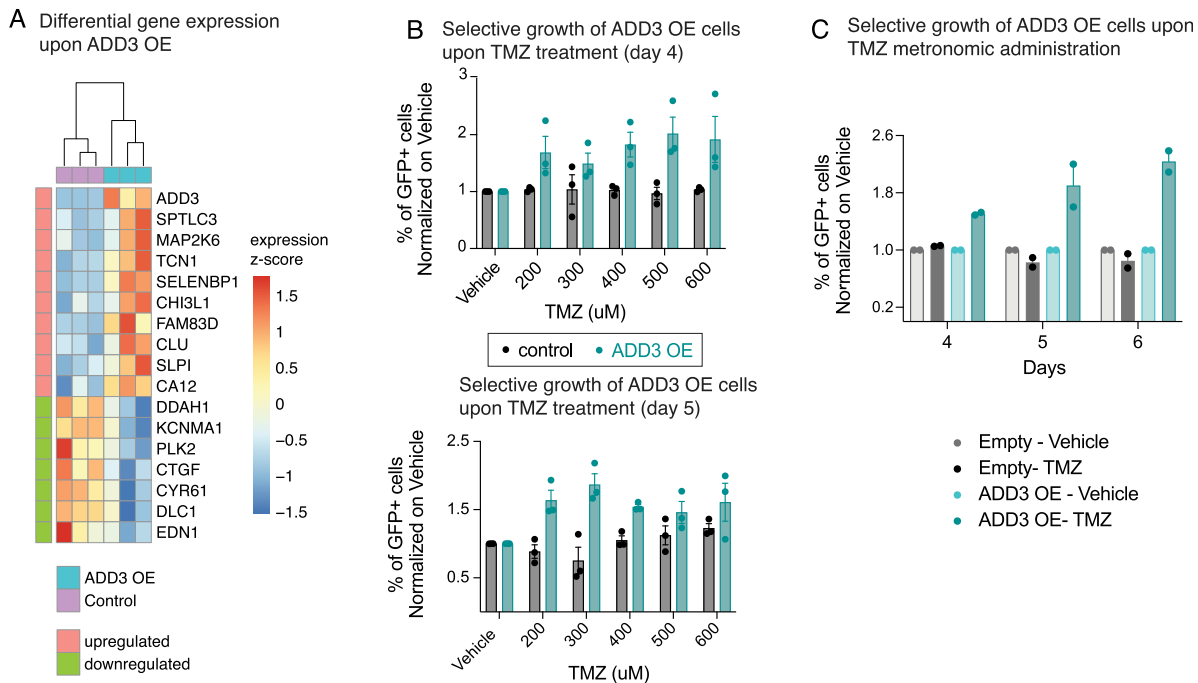 A
Differential gene expression
upon ADD3 OE
ADD3
SPTLC3
MAP2K6
TCN1
SELENBP1
CHI3L1
FAM83D
CLU
SLPI
CA12
DDAH1
KCNMA1
PLK2
CTGF
CYR61
DLC1
EDN1
expression
z-score
1.5
1
0.5
0
−0.5
−1
−1.5
ADD3 OE
Control
upregulated
downregulated
B
Selective growth of ADD3 OE cells
upon TMZ treatment (day 4)
% of GFP+ cells
Normalized on Vehicle
3
2
1
0
Vehicle
200
300
400
500
600
TMZ (uM)
control
ADD3 OE
Selective growth of ADD3 OE cells
upon TMZ treatment (day 5)
% of GFP+ cells
Normalized on Vehicle
2.5
1.5
0.5
Vehicle
200
300
400
500
600
TMZ (uM)
C
Selective growth of ADD3 OE cells upon
TMZ metronomic administration
% of GFP+ cells
Normalized on Vehicle
2.6
1.8
1.0
0.2
4
5
6
Days
Empty - Vehicle
Empty- TMZ
ADD3 OE - Vehicle
ADD3 OE- TMZ